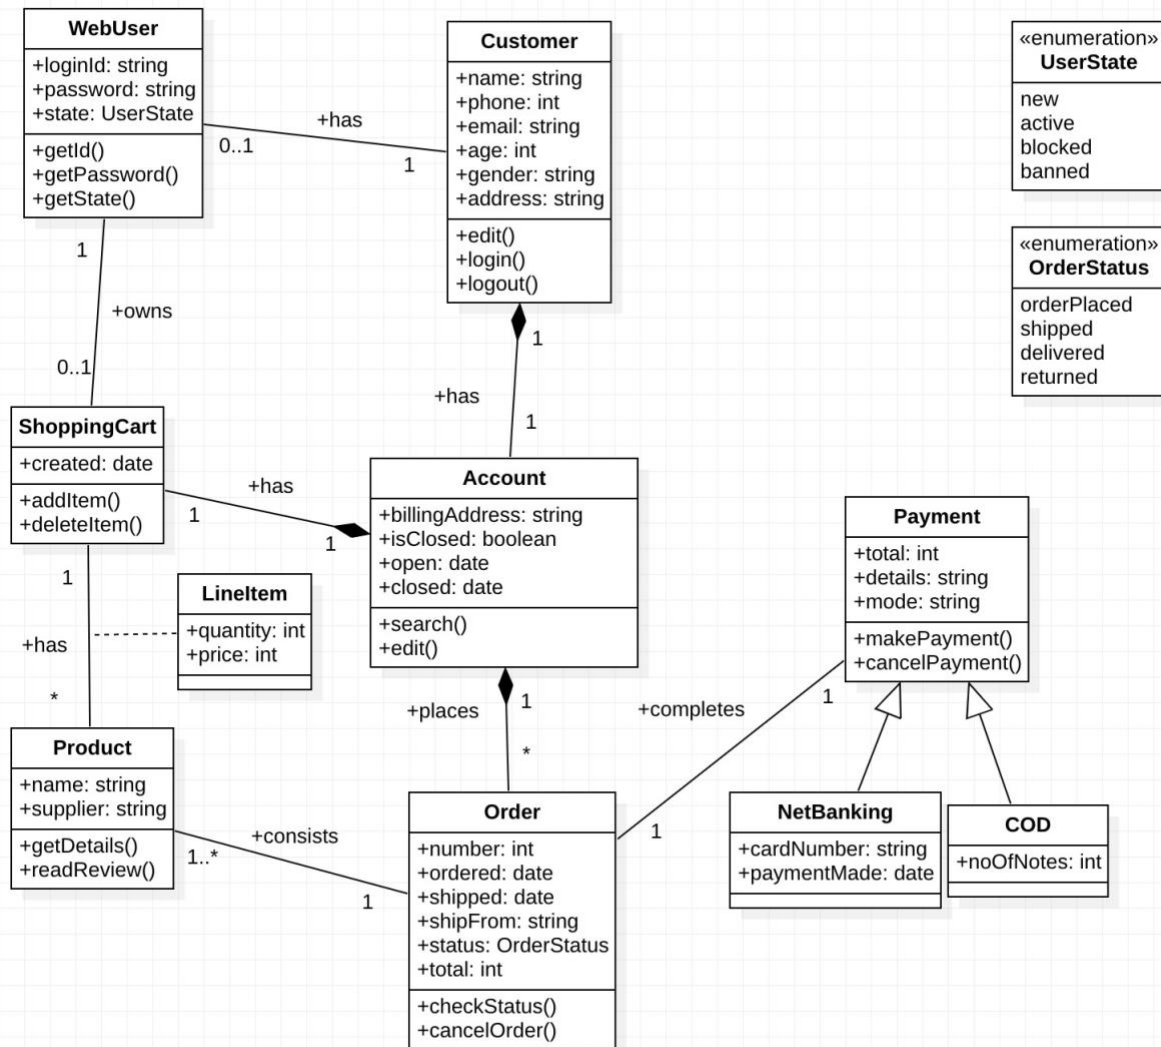 WebUser
+loginId: string
+password: string
+state: UserState
+getId()
+getPassword()
+getState()
+has
0..1
1
Customer
+name: string
+phone: int
+email: string
+age: int
+gender: string
+address: string
+edit()
+login()
+logout()
«enumeration»
UserState
new
active
blocked
banned
«enumeration»
OrderStatus
orderPlaced
shipped
delivered
returned
1
+owns
0..1
1
+has
1
ShoppingCart
+created: date
+addItem()
+deleteItem()
+has
1
1
Account
+billingAddress: string
+isClosed: boolean
+open: date
+closed: date
+search()
+edit()
Payment
+total: int
+details: string
+mode: string
+makePayment()
+cancelPayment()
1
+has
*
LineItem
+quantity: int
+price: int
+places
1
*
+completes
1
1
Product
+name: string
+supplier: string
+getDetails()
+readReview()
+consists
1..*
1
Order
+number: int
+ordered: date
+shipped: date
+shipFrom: string
+status: OrderStatus
+total: int
+checkStatus()
+cancelOrder()
NetBanking
+cardNumber: string
+paymentMade: date
COD
+noOfNotes: int